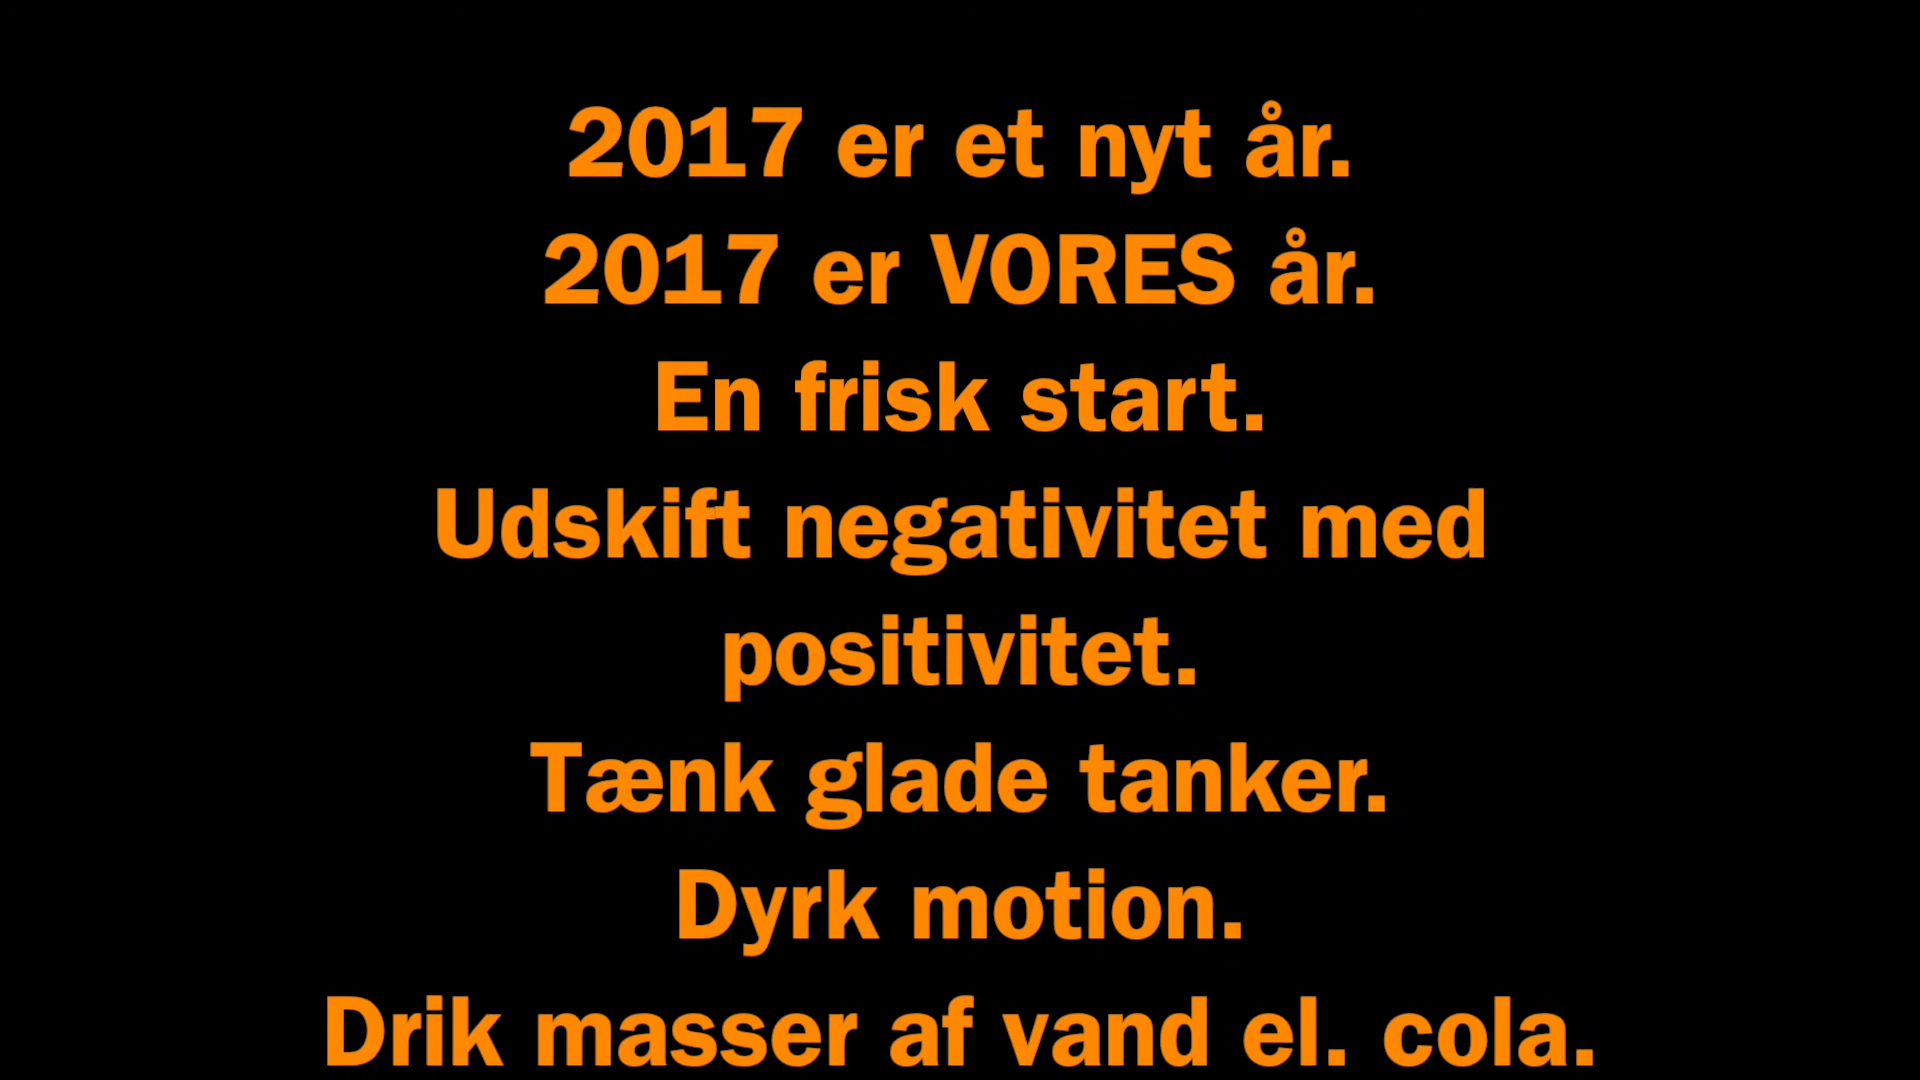 2017 er et nyt år.
2017 er VORES år.
En frisk start.
Udskift negativitet med
positivitet.
Tænk glade tanker.
Dyrk motion.
Drik masser af vand el. cola.